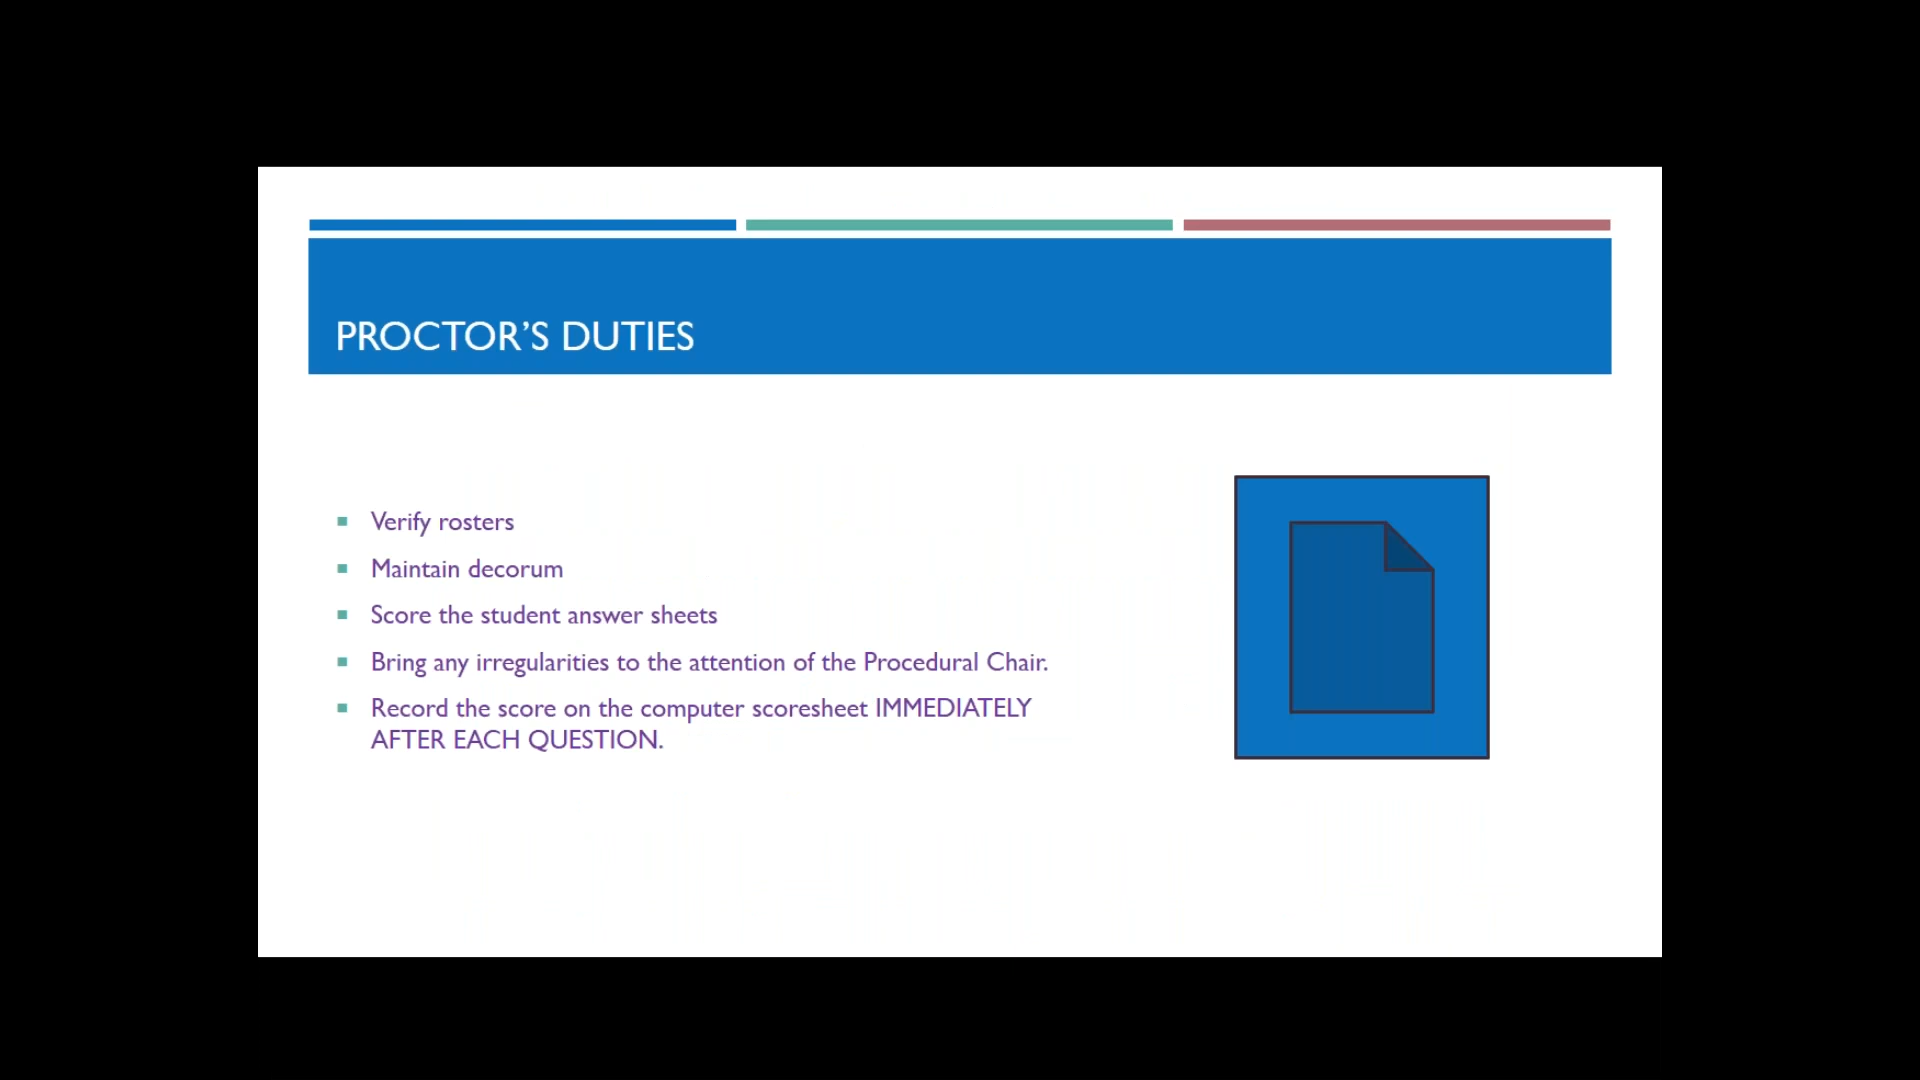 PROCTOR’S DUTIES
Verify rosters
Maintain decorum
Score the student answer sheets
Bring any irregularities to the attention of the Procedural Chair.
Record the score on the computer scoresheet IMMEDIATELY
AFTER EACH QUESTION.